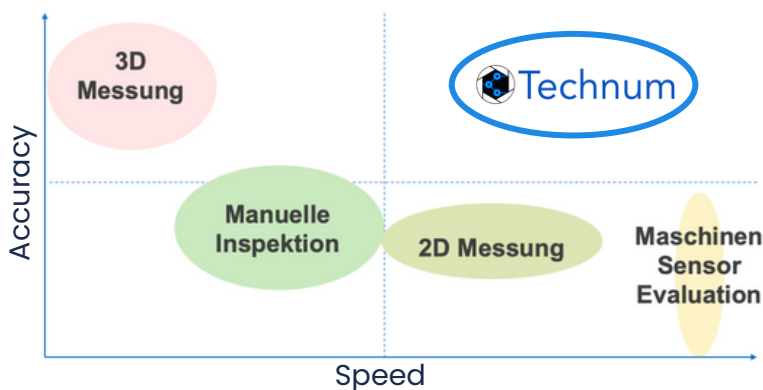 3D
Messung
Technum
Accuracy
Manuelle
Inspektion
2D Messung
Maschinen
Sensor
Evaluation
Speed